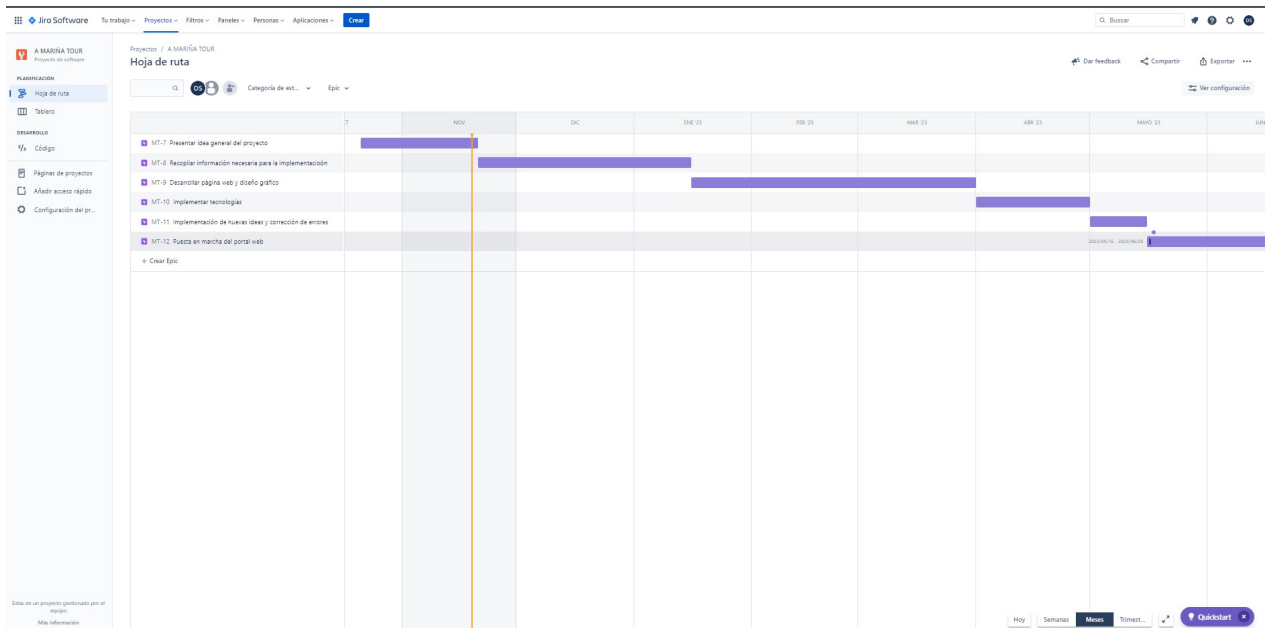 Jira Software Tu trabajo Proyectos Filtros Paneles Personas Aplicaciones Crear Buscar DS
A MARIÑA TOUR
Proyecto de software
PLANIFICACIÓN
Hoja de ruta
Tablero
DESARROLLO
Código
Páginas de proyectos
Añadir acceso rápido
Configuración del pr...
Proyectos / A MARIÑA TOUR
Hoja de ruta
Dar feedback Compartir Exportar
DS Categoría de est... Epic Ver configuración
NOV DIC ENE '23 FEB '23 MAR '23 ABR '23 MAYO '23 JUN
MT-7 Presentar idea general del proyecto
MT-8 Recopilar información necesaria para la implementacioón
MT-9 Desarrollar página web y diseño gráfico
MT-10 Implementar tecnologías
MT-11 Implementación de nuevas ideas y corrección de errores
MT-12 Puesta en marcha del portal web
+ Crear Epic
Estás en un proyecto gestionado por el
equipo
Más información
Hoy Semanas Meses Trimest... Quickstart